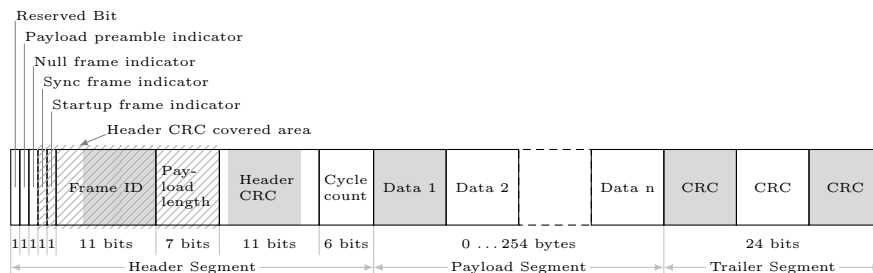 Reserved Bit
Payload preamble indicator
Null frame indicator
Sync frame indicator
Startup frame indicator
Header CRC covered area
Frame ID
Pay-
load
length
Header
CRC
Cycle
count
Data 1
Data 2
Data n
CRC
CRC
CRC
1 1 1 1 1
11 bits
7 bits
11 bits
6 bits
0 ... 254 bytes
24 bits
Header Segment
Payload Segment
Trailer Segment